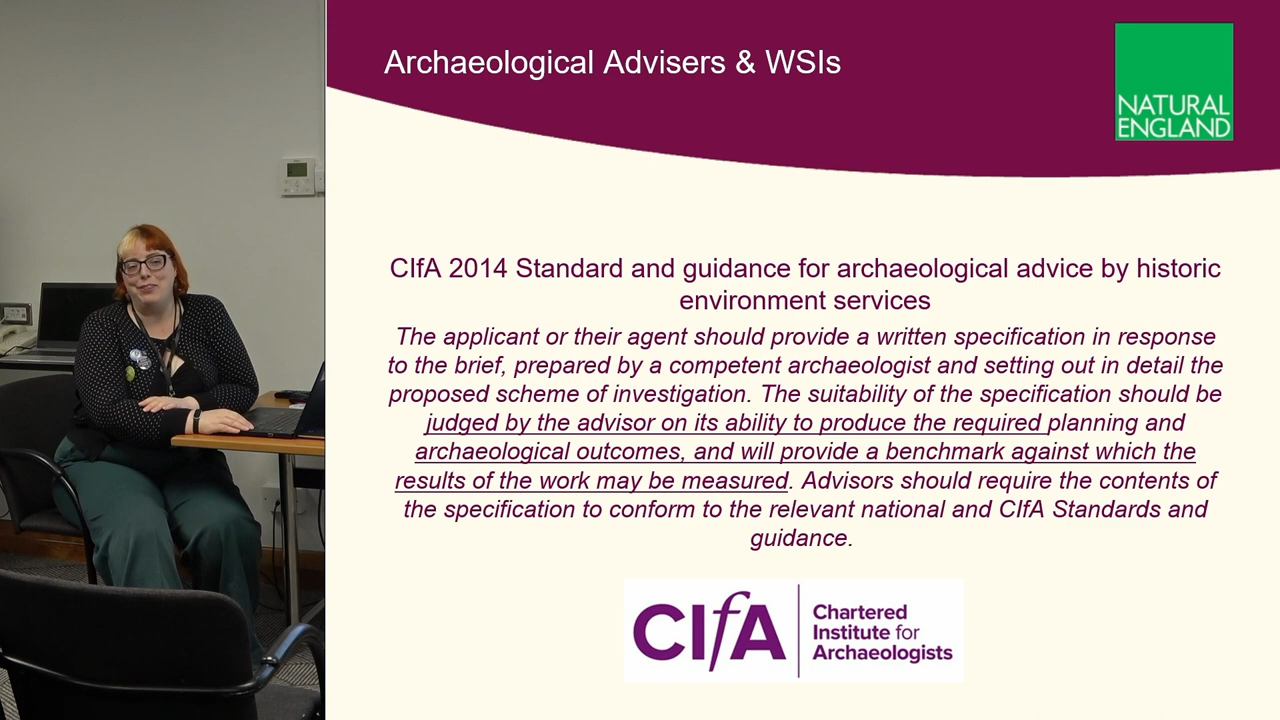 Archaeological Advisers & WSIs
NATURAL
ENGLAND
CIfA 2014 Standard and guidance for archaeological advice by historic
environment services
The applicant or their agent should provide a written specification in response
to the brief, prepared by a competent archaeologist and setting out in detail the
proposed scheme of investigation. The suitability of the specification should be
judged by the advisor on its ability to produce the required planning and
archaeological outcomes, and will provide a benchmark against which the
results of the work may be measured. Advisors should require the contents of
the specification to conform to the relevant national and CIfA Standards and
guidance.
CIfA
Chartered
Institute for
Archaeologists